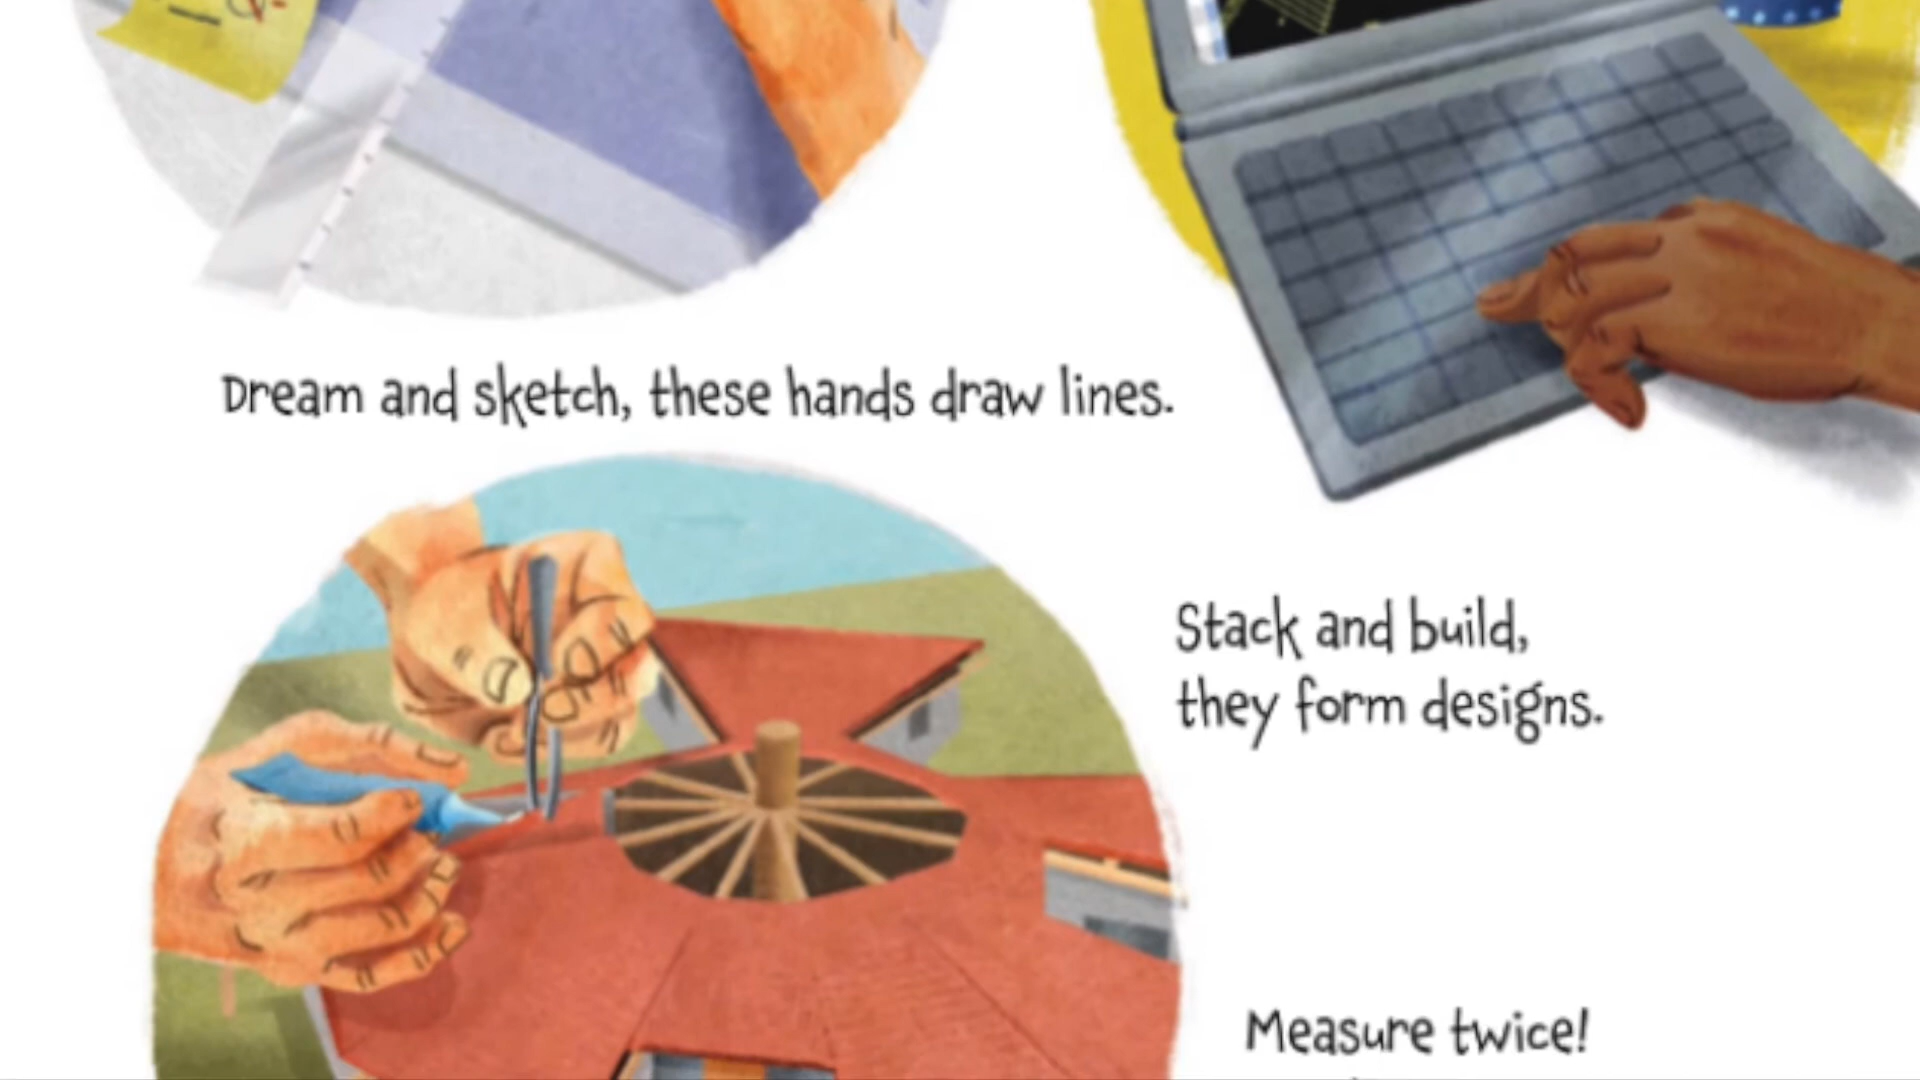 Dream and sketch, these hands draw lines.
Stack and build,
they form designs.
Measure twice!